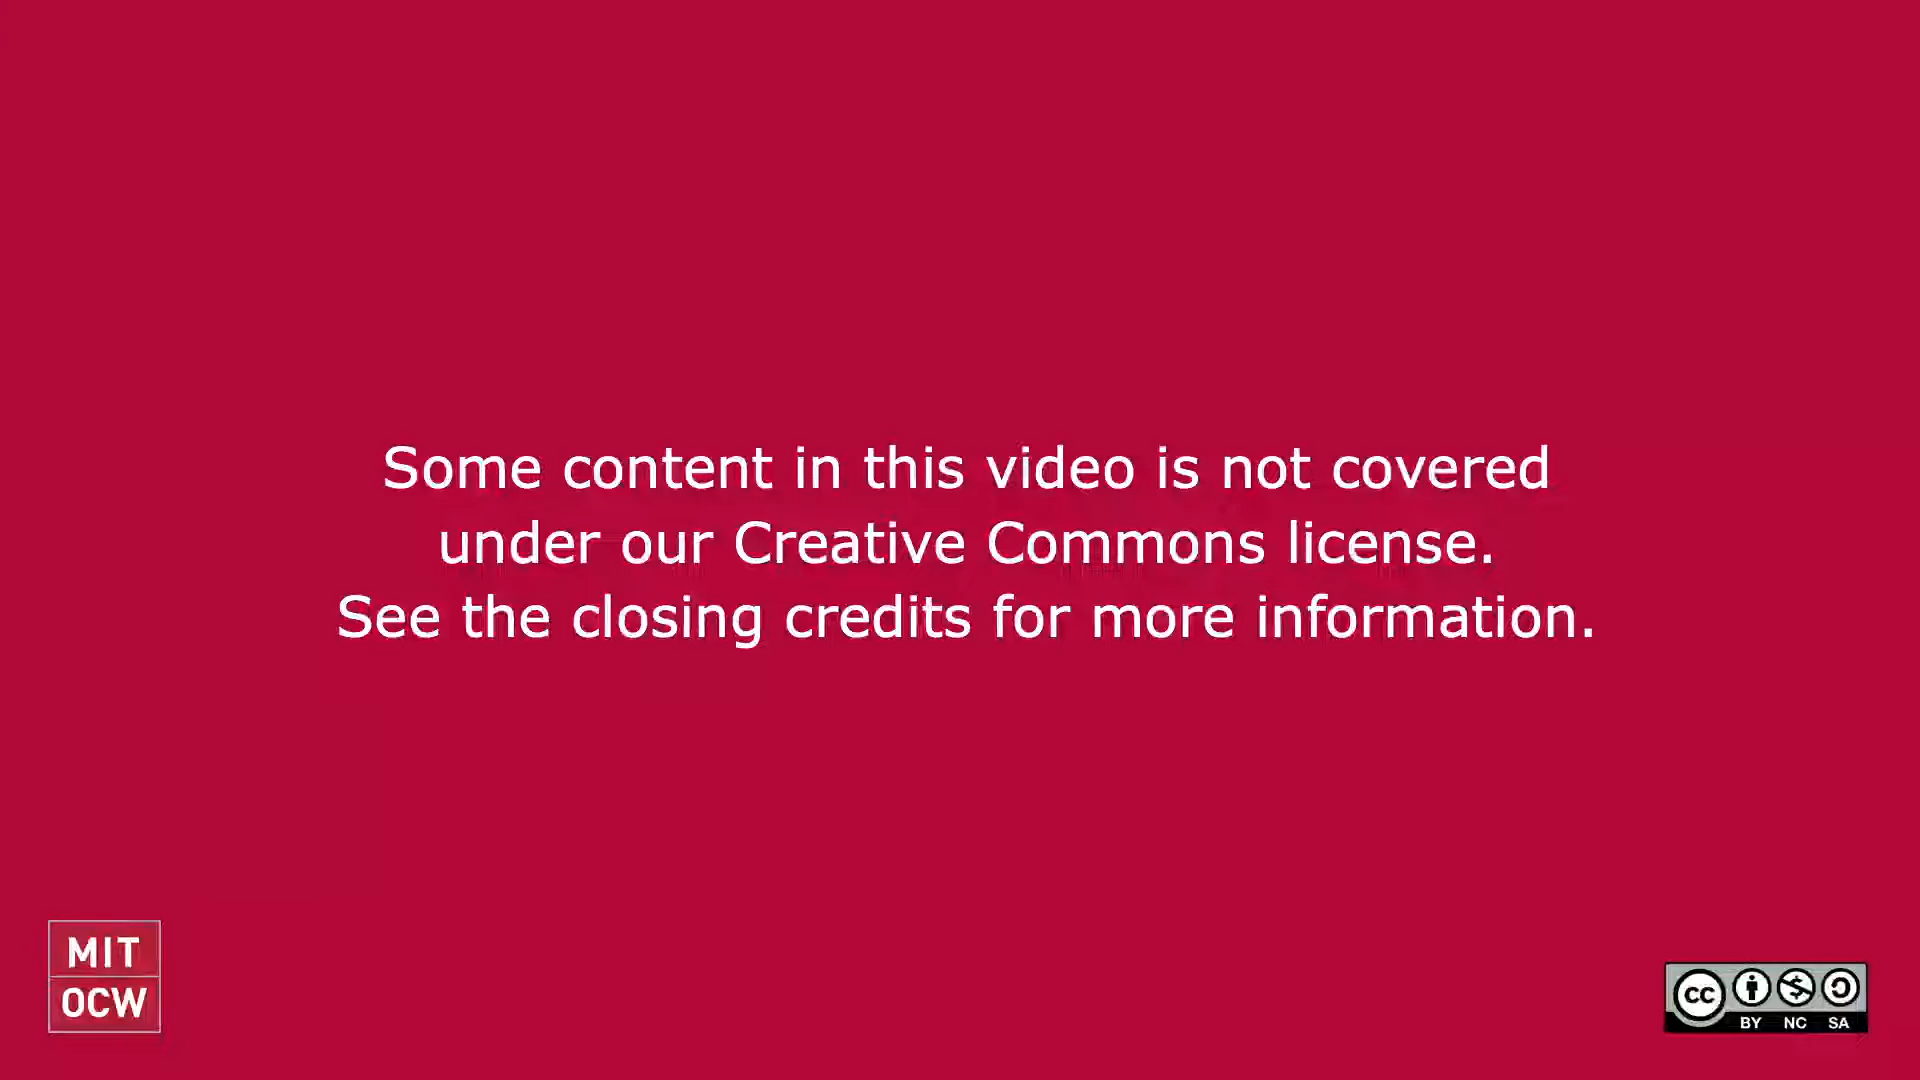 Some content in this video is not covered
under our Creative Commons license.
See the closing credits for more information.
MIT
OCW
cc
BY NC SA